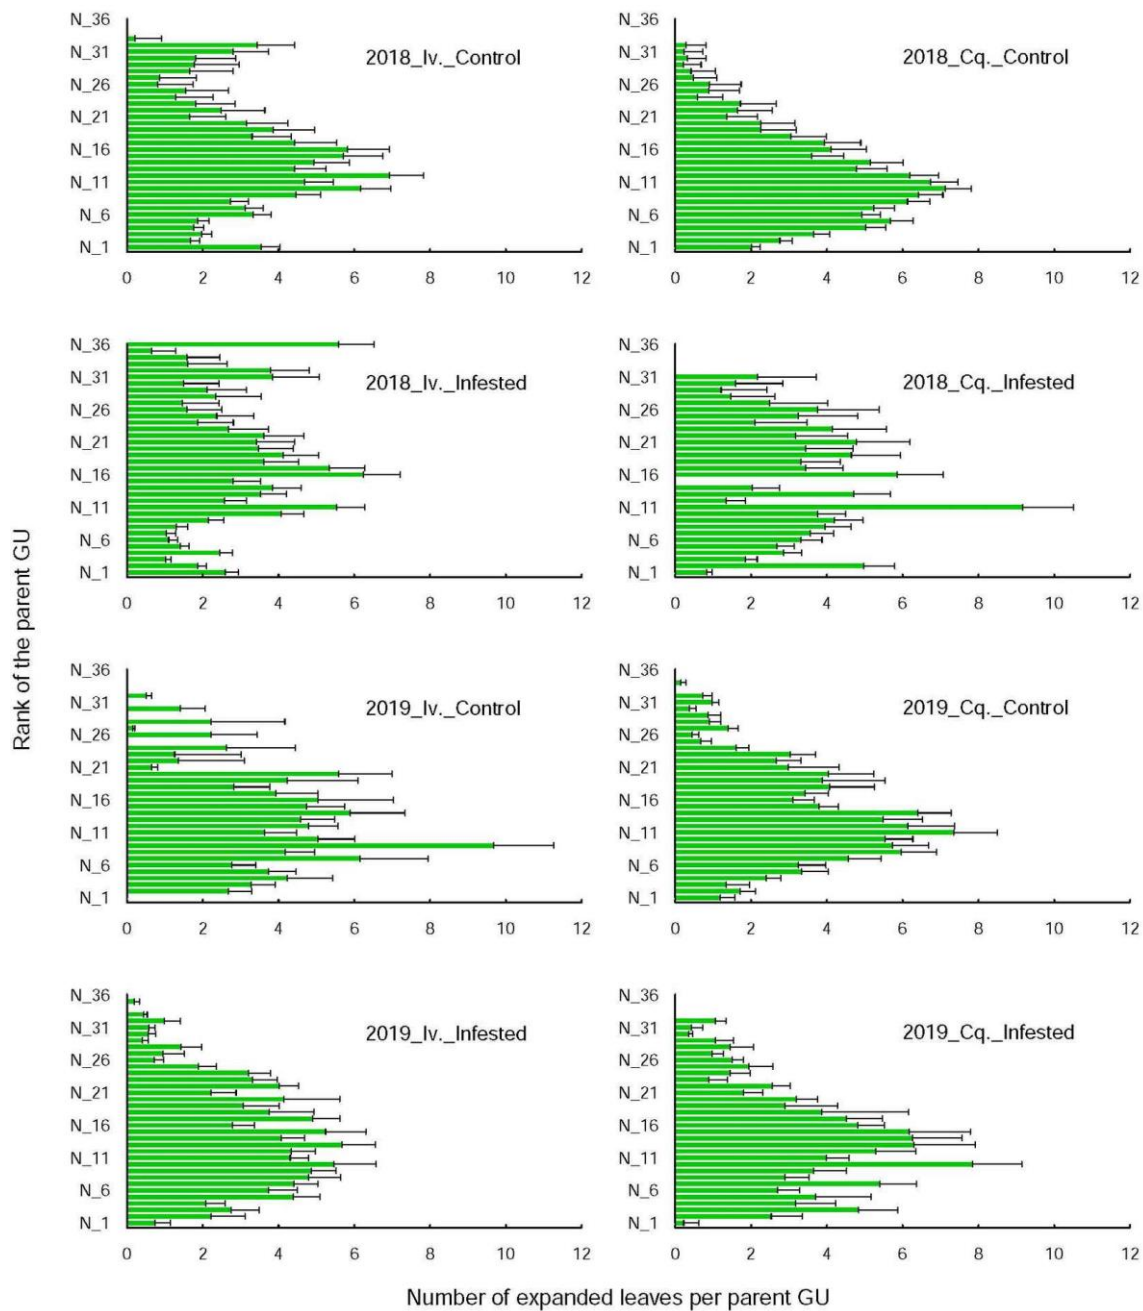 2018_Iv._Control
N_36
N_31
N_26
N_21
N_16
N_11
N_6
N_1
0 2 4 6 8 10 12
2018_Cq._Control
N_36
N_31
N_26
N_21
N_16
N_11
N_6
N_1
0 2 4 6 8 10 12
2018_Iv._Infested
N_36
N_31
N_26
N_21
N_16
N_11
N_6
N_1
0 2 4 6 8 10 12
2018_Cq._Infested
N_36
N_31
N_26
N_21
N_16
N_11
N_6
N_1
0 2 4 6 8 10 12
Rank of the parent GU
2019_Iv._Control
N_36
N_31
N_26
N_21
N_16
N_11
N_6
N_1
0 2 4 6 8 10 12
2019_Cq._Control
N_36
N_31
N_26
N_21
N_16
N_11
N_6
N_1
0 2 4 6 8 10 12
2019_Iv._Infested
N_36
N_31
N_26
N_21
N_16
N_11
N_6
N_1
0 2 4 6 8 10 12
2019_Cq._Infested
N_36
N_31
N_26
N_21
N_16
N_11
N_6
N_1
0 2 4 6 8 10 12
Number of expanded leaves per parent GU